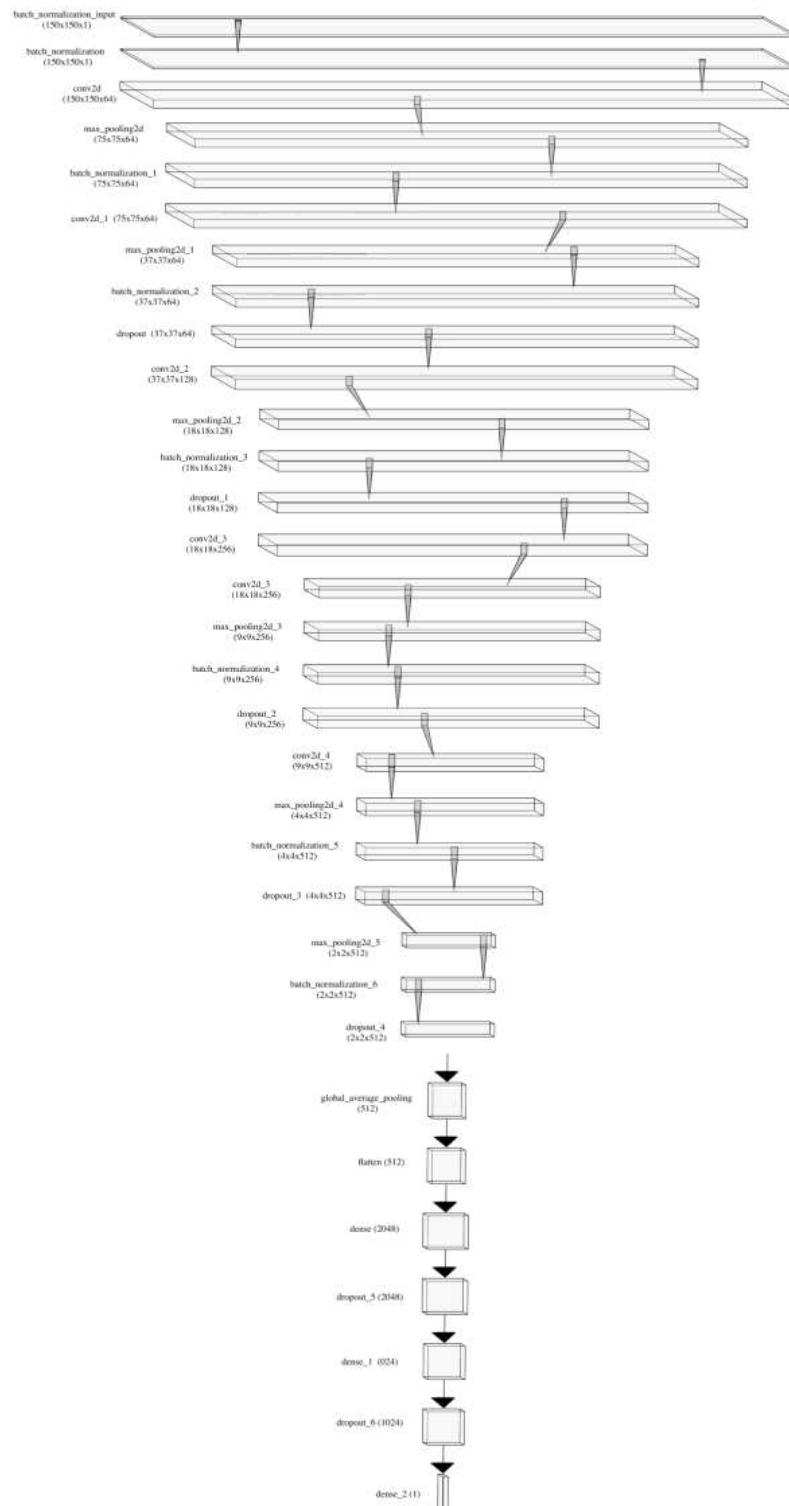 batch_normalization_input
(150x150x1)
batch_normalization
(150x150x1)
conv2d
(150x150x64)
max_pooling2d
(75x75x64)
batch_normalization_1
(75x75x64)
conv2d_1 (75x75x64)
max_pooling2d_1
(37x37x64)
batch_normalization_2
(37x37x64)
dropout (37x37x64)
conv2d_2
(37x37x128)
max_pooling2d_2
(18x18x128)
batch_normalization_3
(18x18x128)
dropout_1
(18x18x128)
conv2d_3
(18x18x256)
conv2d_3
(18x18x256)
max_pooling2d_3
(9x9x256)
batch_normalization_4
(9x9x256)
dropout_2
(9x9x256)
conv2d_4
(9x9x512)
max_pooling2d_4
(4x4x512)
batch_normalization_5
(4x4x512)
dropout_3 (4x4x512)
max_pooling2d_5
(2x2x512)
batch_normalization_6
(2x2x512)
dropout_4
(2x2x512)
global_average_pooling
(512)
flatten (512)
dense (2048)
dropout_5 (2048)
dense_1 (024)
dropout_6 (1024)
dense_2 (1)